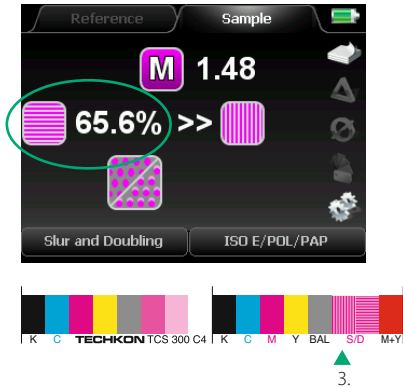 Reference Sample
M 1.48
65.6% >>
Slur and Doubling ISO E/POL/PAP
K C TECHKON TCS 300 C4 K C M Y BAL S/D M+Y
3.